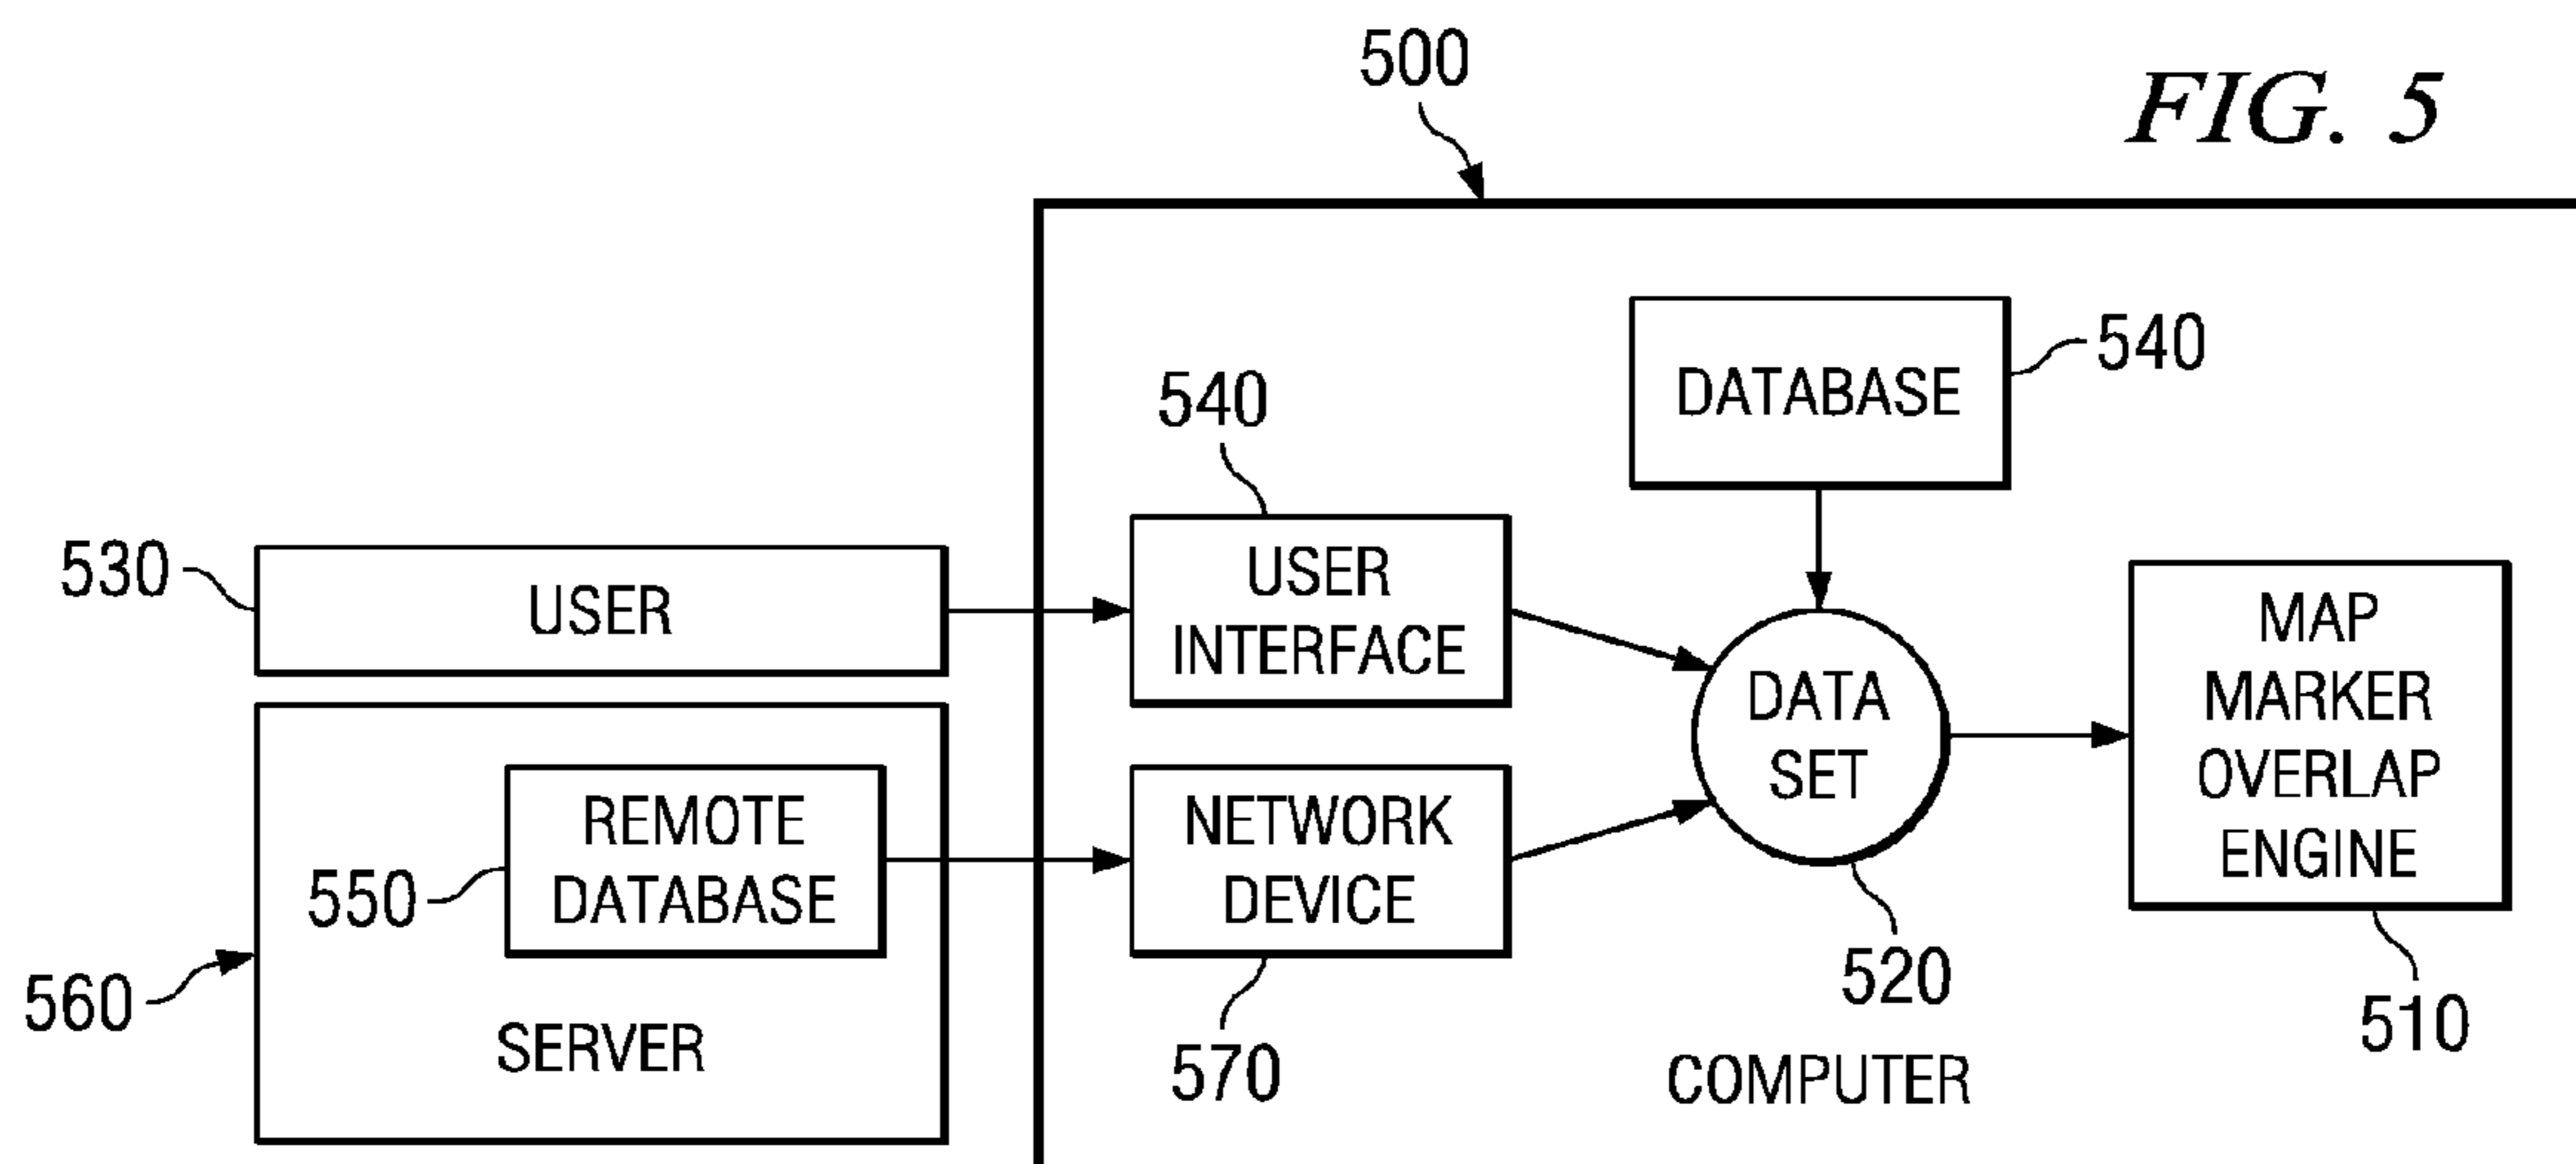 500
FIG. 5
DATABASE
540
540
USER
INTERFACE
530
USER
MAP
MARKER
OVERLAP
ENGINE
510
DATA
SET
520
REMOTE
DATABASE
550
NETWORK
DEVICE
570
560
SERVER
COMPUTER